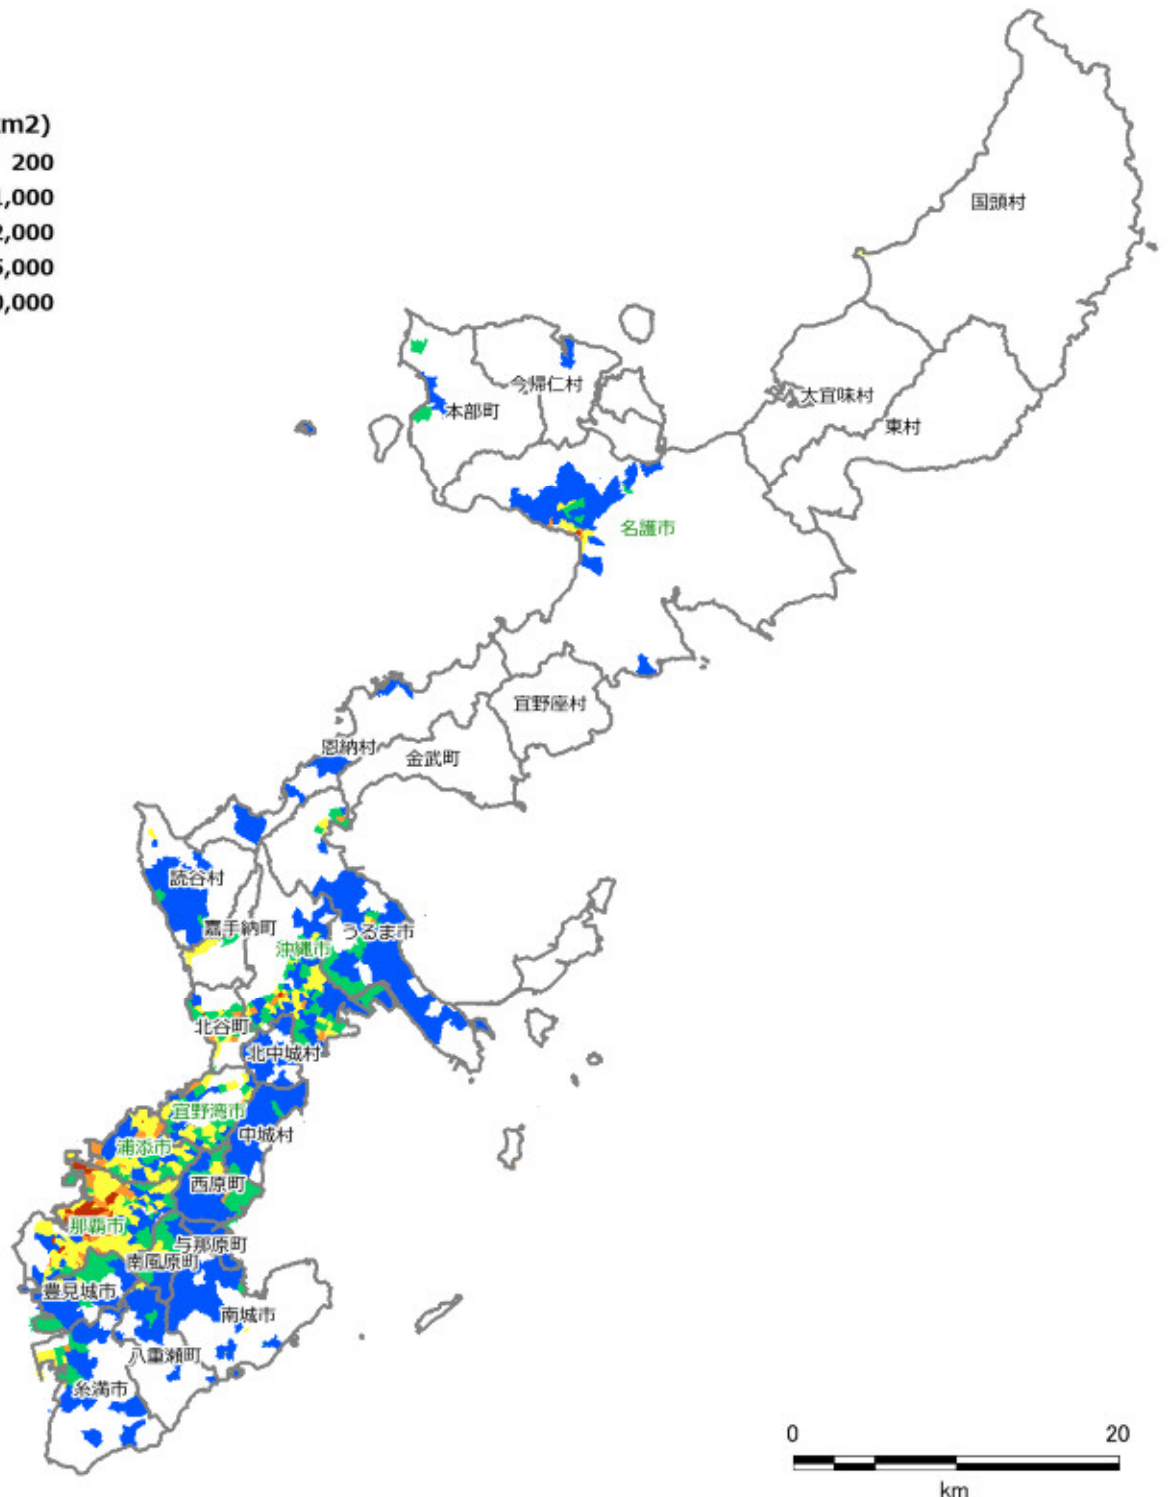 m2)
200
,000
2,000
5,000
0,000
国頭村
今帰仁村
本部町
大宜味村
東村
名護市
宜野座村
恩納村
金武町
読谷村
嘉手納町
うるま市
沖縄市
北谷町
北中城村
宜野湾市
中城村
浦添市
西原町
那覇市
与那原町
南風原町
豊見城市
南城市
八重瀬町
糸満市
0 20
km